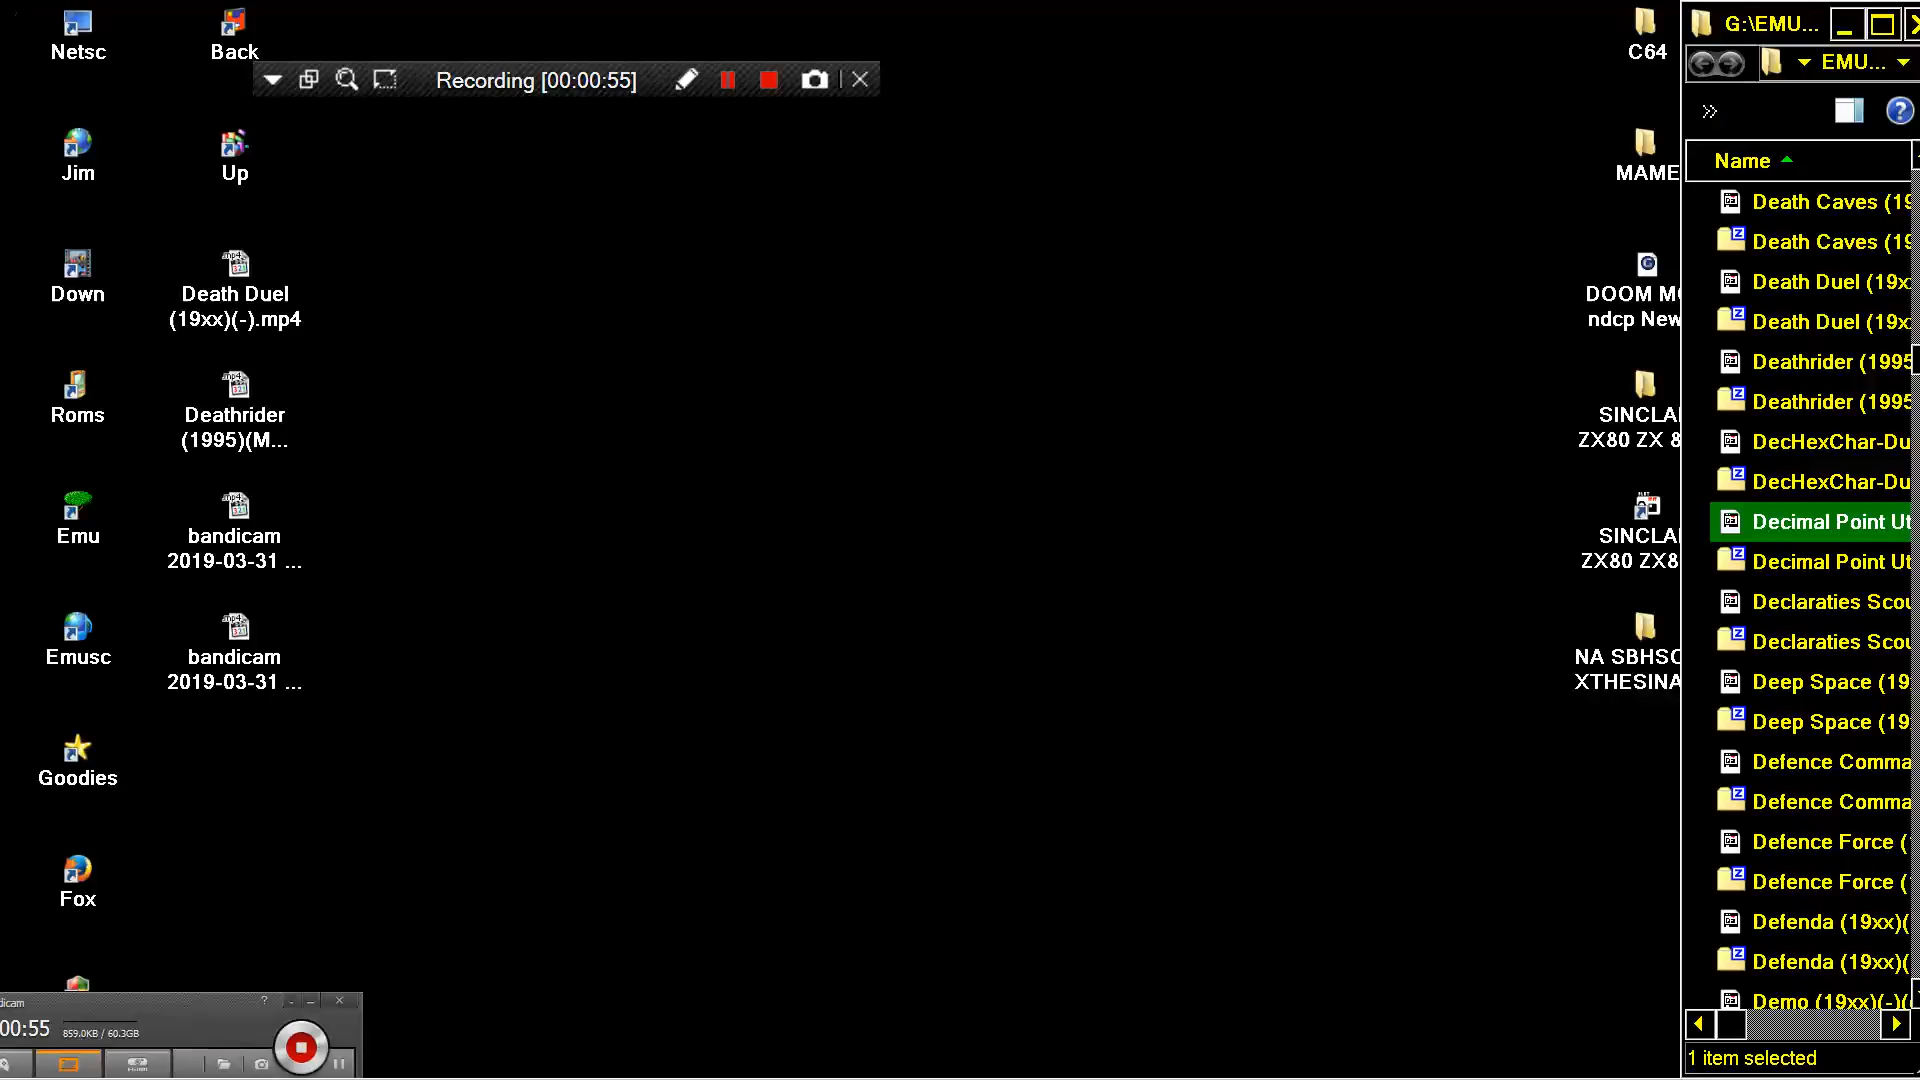 Netsc
Back
Recording [00:00:55]
Jim
Up
Down
Death Duel
(19xx)(-).mp4
Roms
Deathrider
(1995)(M...
Emu
bandicam
2019-03-31 ...
Emusc
bandicam
2019-03-31 ...
Goodies
Fox
dicam
00:55
859.0KB / 60.3GB
C64
MAME
DOOM M
ndcp New
SINCLA
ZX80 ZX 8
SINCLA
ZX80 ZX8
NA SBHSC
XTHESINA
G:\EMU...
EMU...
Name
Death Caves (19
Death Caves (19
Death Duel (19x
Death Duel (19x
Deathrider (1995
Deathrider (1995
DecHexChar-Du
DecHexChar-Du
Decimal Point Ut
Decimal Point Ut
Declaraties Scou
Declaraties Scou
Deep Space (19
Deep Space (19
Defence Comma
Defence Comma
Defence Force (
Defence Force (
Defenda (19xx)(
Defenda (19xx)(
Demo (19xx)(-)(
1 item selected